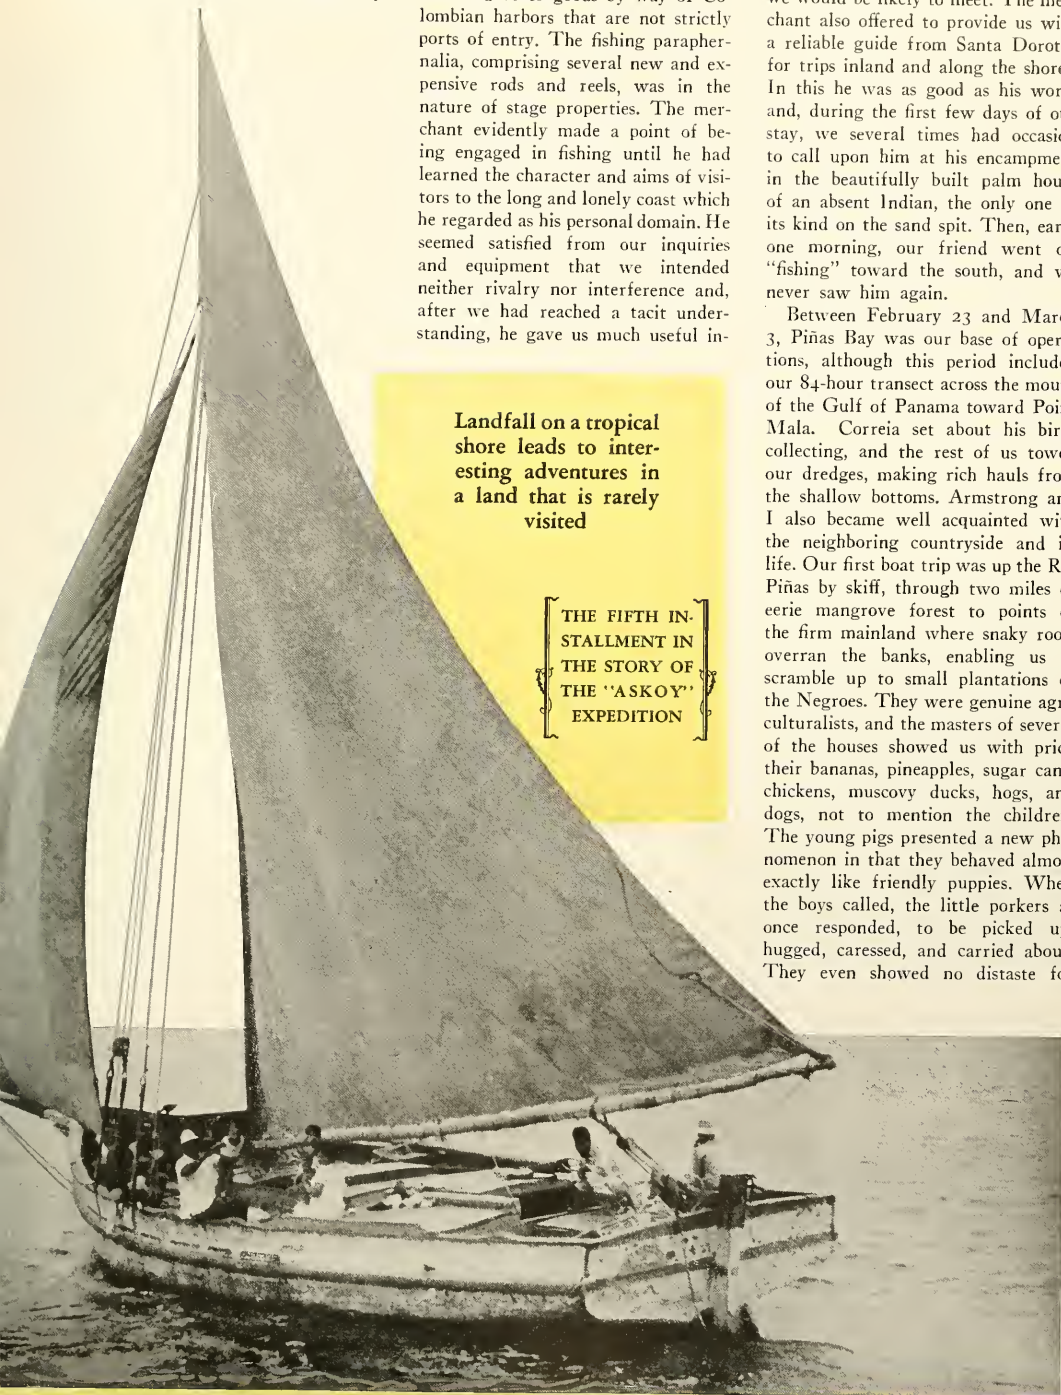 lombian harbors that are not strictly
ports of entry. The fishing parapher-
nalia, comprising several new and ex-
pensive rods and reels, was in the
nature of stage properties. The mer-
chant evidently made a point of be-
ing engaged in fishing until he had
learned the character and aims of visi-
tors to the long and lonely coast which
he regarded as his personal domain. He
seemed satisfied from our inquiries
and equipment that we intended
neither rivalry nor interference and,
after we had reached a tacit under-
standing, he gave us much useful in-
Landfall on a tropical
shore leads to inter-
esting adventures in
a land that is rarely
visited
THE FIFTH IN-
STALLMENT IN
THE STORY OF
THE "ASKOY"
EXPEDITION
chant also offered to provide us wi
a reliable guide from Santa Dorot
for trips inland and along the shore
In this he was as good as his wor
and, during the first few days of o
stay, we several times had occasi
to call upon him at his encampme
in the beautifully built palm hou
of an absent Indian, the only one
its kind on the sand spit. Then, ear
one morning, our friend went o
"fishing" toward the south, and w
never saw him again.
Between February 23 and Mar
3, Piñas Bay was our base of oper
tions, although this period include
our 84-hour transect across the mou
of the Gulf of Panama toward Poi
Mala. Correia set about his bir
collecting, and the rest of us tow
our dredges, making rich hauls fro
the shallow bottoms. Armstrong an
I also became well acquainted wi
the neighboring countryside and i
life. Our first boat trip was up the R
Piñas by skiff, through two miles
eerie mangrove forest to points
the firm mainland where snaky roo
overran the banks, enabling us
scramble up to small plantations
the Negroes. They were genuine agr
culturalists, and the masters of sever
of the houses showed us with prid
their bananas, pineapples, sugar can
chickens, muscovy ducks, hogs, an
dogs, not to mention the childre
The young pigs presented a new ph
nomenon in that they behaved almo
exactly like friendly puppies. Whe
the boys called, the little porkers
once responded, to be picked u
hugged, caressed, and carried abou
They even showed no distaste fo